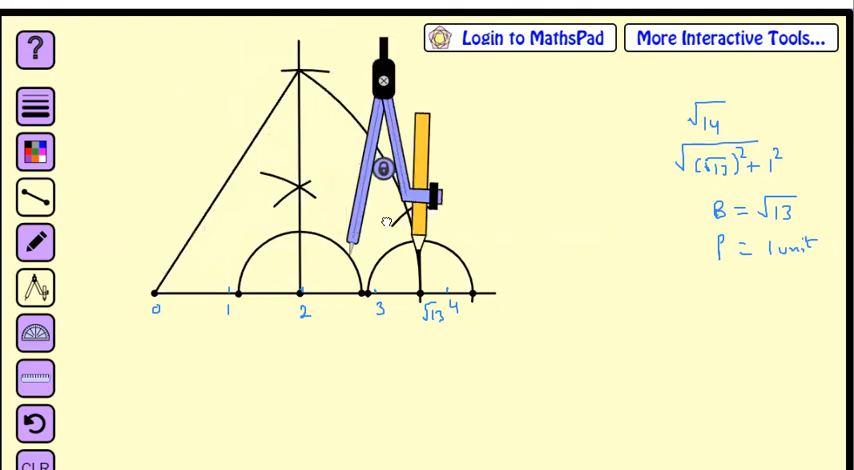 ?
Login to MathsPad
More Interactive Tools...
√14
√(√13)² + 1²
B = √13
P = 1 unit
0 1 2 3 √13 4
CLR